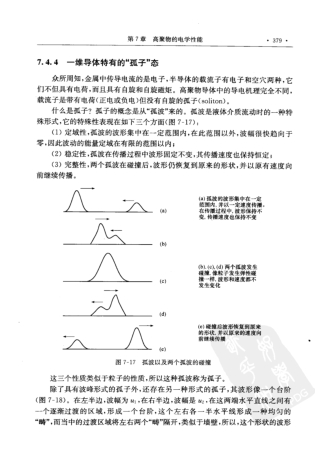 第7章 高聚物的电学性能
·379·
7.4.4 一维导体特有的“孤子”态
众所周知,金属中传导电流的是电子,半导体的载流子有电子和空穴两种,它
们不但具有电荷,而且具有自旋和自旋磁矩。高聚物导体中的导电机理完全不同,
载流子是带有电荷(正电或负电)但没有自旋的孤子(soliton)。
什么是孤子?孤子的概念是从“孤波”来的。孤波是液体介质流动时的一种特
殊形式,它的特殊性表现在如下三个方面(图7-17):
(1) 定域性,孤波的波形集中在一定范围内,在此范围以外,波幅很快趋向于
零,因此波动的能量定域在有限的范围以内;
(2) 稳定性,孤波在传播过程中波形固定不变,其传播速度也保持恒定;
(3) 完整性,两个孤波在碰撞后,波形仍恢复到原来的形状,并以原有速度向
前继续传播。
(a)
(a) 孤波的波形集中在一定
范围内,并以一定速度传播,
在传播过程中,波形保持不
变,传播速度也保持不变
(b)
(c)
(b), (c), (d) 两个孤波发生
碰撞,像粒子发生弹性碰
撞一样,波形和速度都不
发生变化
(d)
(e)
(e) 碰撞后波形恢复到原来
的形状,并以原来的速度向
前继续传播
图 7-17 孤波以及两个孤波的碰撞
这三个性质类似于粒子的性质,所以这种孤波称为孤子。
除了具有波峰形式的孤子外,还存在另一种形式的孤子,其波形像一个台阶
(图7-18)。在左半边,波幅为u₁,在右半边,波幅是u₂,在这两端水平直线之间有
一个逐渐过渡的区域,形成一个台阶,这个左右各一半水平线形成一种均匀的
“畴”,而当中的过渡区域将左右两个“畴”隔开,类似于墙壁,所以,这个形状的波形